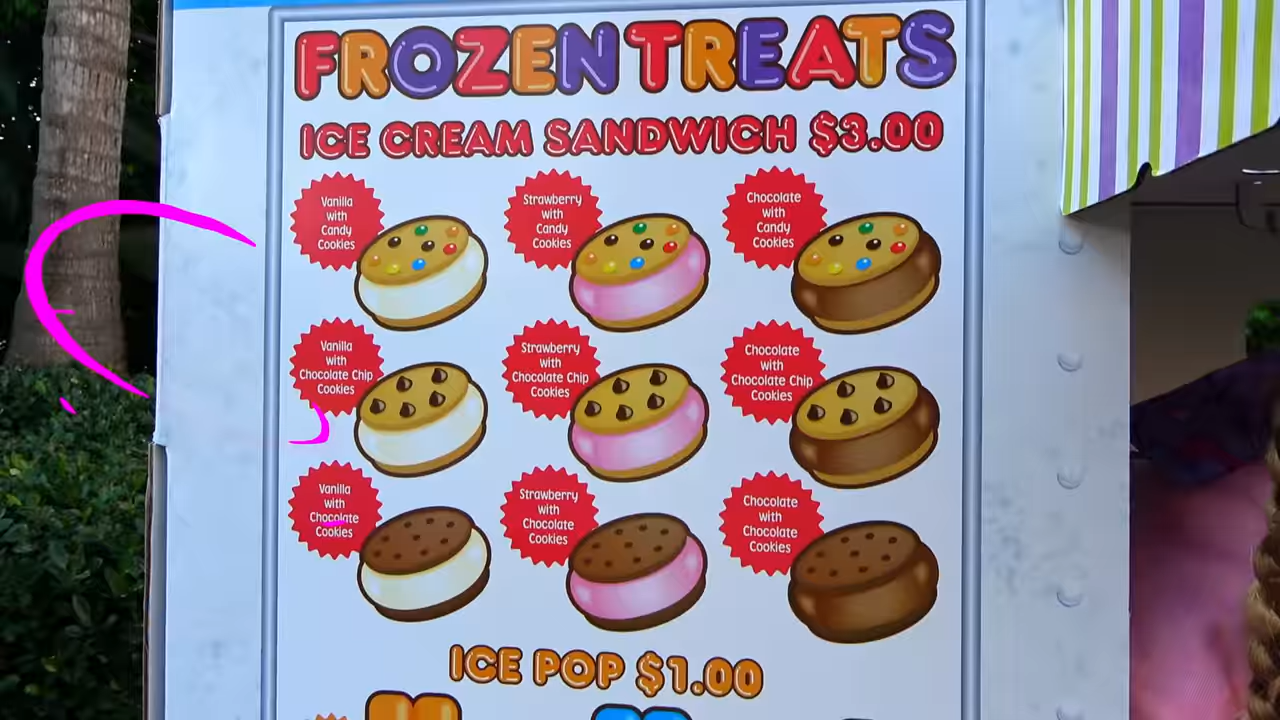 FROZEN TREATS
ICE CREAM SANDWICH $3.00
Vanilla
with
Candy
Cookies
Strawberry
with
Candy
Cookies
Chocolate
with
Candy
Cookies
Vanilla
with
Chocolate Chip
Cookies
Strawberry
with
Chocolate Chip
Cookies
Chocolate
with
Chocolate Chip
Cookies
Vanilla
with
Chocolate
Cookies
Strawberry
with
Chocolate
Cookies
Chocolate
with
Chocolate
Cookies
ICE POP $1.00